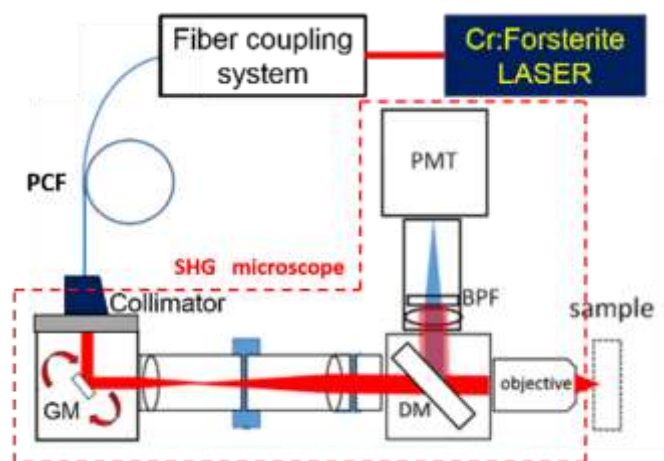 Fiber coupling
system
Cr:Forsterite
LASER
PMT
PCF
SHG microscope
Collimator
BPF
sample
GM
DM
objective